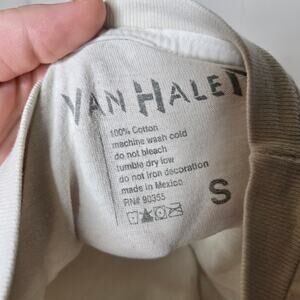 VAN HALEN
100% Cotton
machine wash cold
do not bleach
tumble dry low
do not iron decoration
made in Mexico
RN# 90355
S